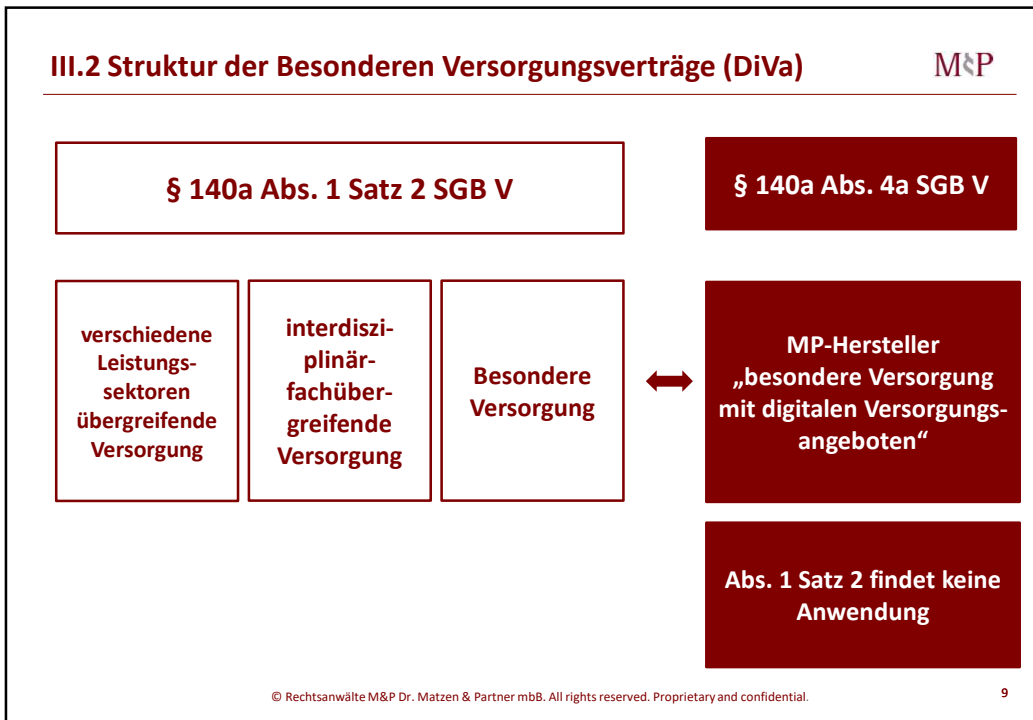 III.2 Struktur der Besonderen Versorgungsverträge (DiVa)
M&P
§ 140a Abs. 1 Satz 2 SGB V
§ 140a Abs. 4a SGB V
verschiedene
Leistungs-
sektoren
übergreifende
Versorgung
interdiszi-
plinär-
fachüber-
greifende
Versorgung
Besondere
Versorgung
MP-Hersteller
„besondere Versorgung
mit digitalen Versorgungs-
angeboten“
Abs. 1 Satz 2 findet keine
Anwendung
© Rechtsanwälte M&P Dr. Matzen & Partner mbB. All rights reserved. Proprietary and confidential.
9